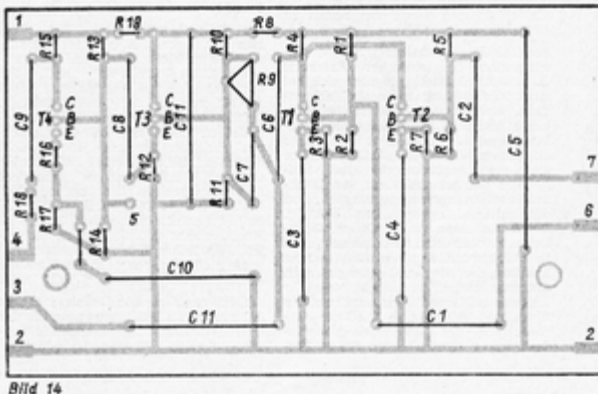 1 R15 R13 R18 R10 R8 R4 R1 R5
C9 T4 C B E C8 T3 C B E C11 R9 C6 T1 C B E T2 C B E C2 C5
R16 R12 C7 R3 R2 R7 R6
R18 R17 5 R11 7
4 R14 C3 C4 6
C10
3 C11 C1
2 2
Bild 14